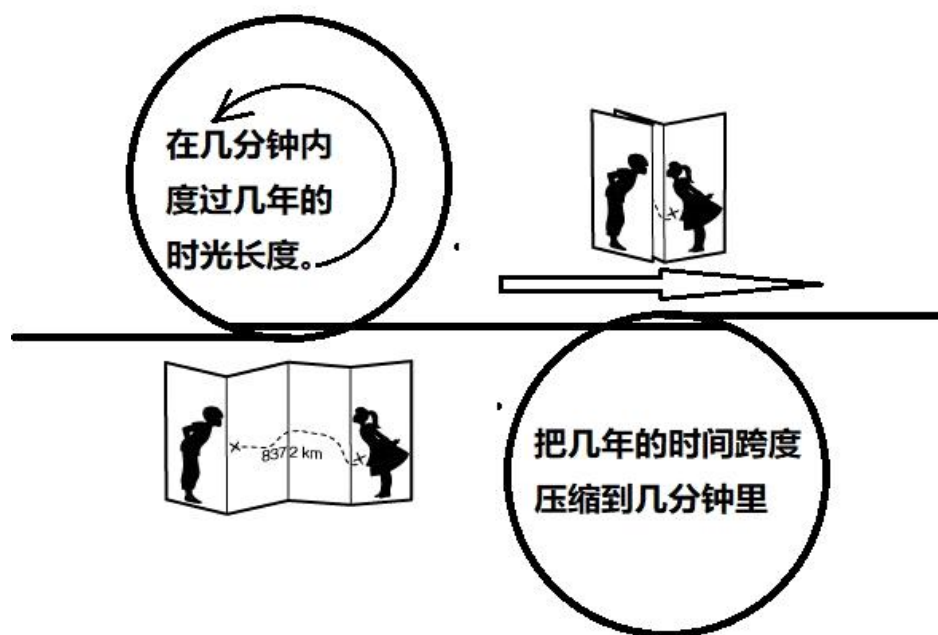 在几分钟内
度过几年的
时光长度。
8372 km
把几年的时间跨度
压缩到几分钟里